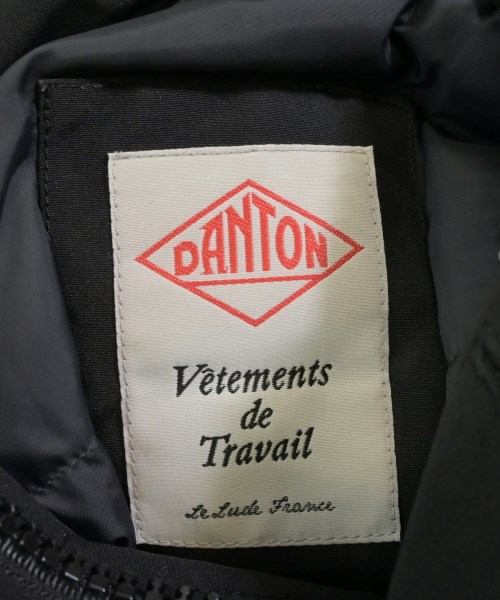 DANTON
Vêtements
de
Travail
Le Lude France